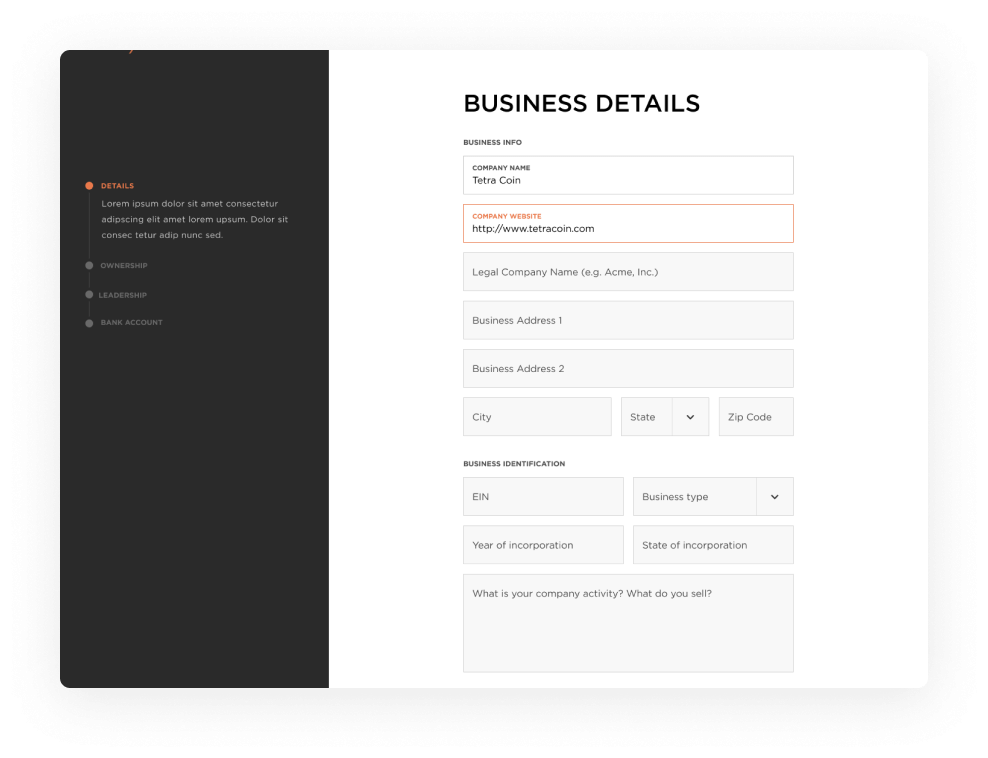 DETAILS
Lorem ipsum dolor sit amet consectetur
adipscing elit amet lorem upsum. Dolor sit
consec tetur adip nunc sed.
OWNERSHIP
LEADERSHIP
BANK ACCOUNT
BUSINESS DETAILS
BUSINESS INFO
COMPANY NAME
Tetra Coin
COMPANY WEBSITE
http://www.tetracoin.com
Legal Company Name (e.g. Acme, Inc.)
Business Address 1
Business Address 2
City State Zip Code
BUSINESS IDENTIFICATION
EIN Business type
Year of incorporation State of incorporation
What is your company activity? What do you sell?